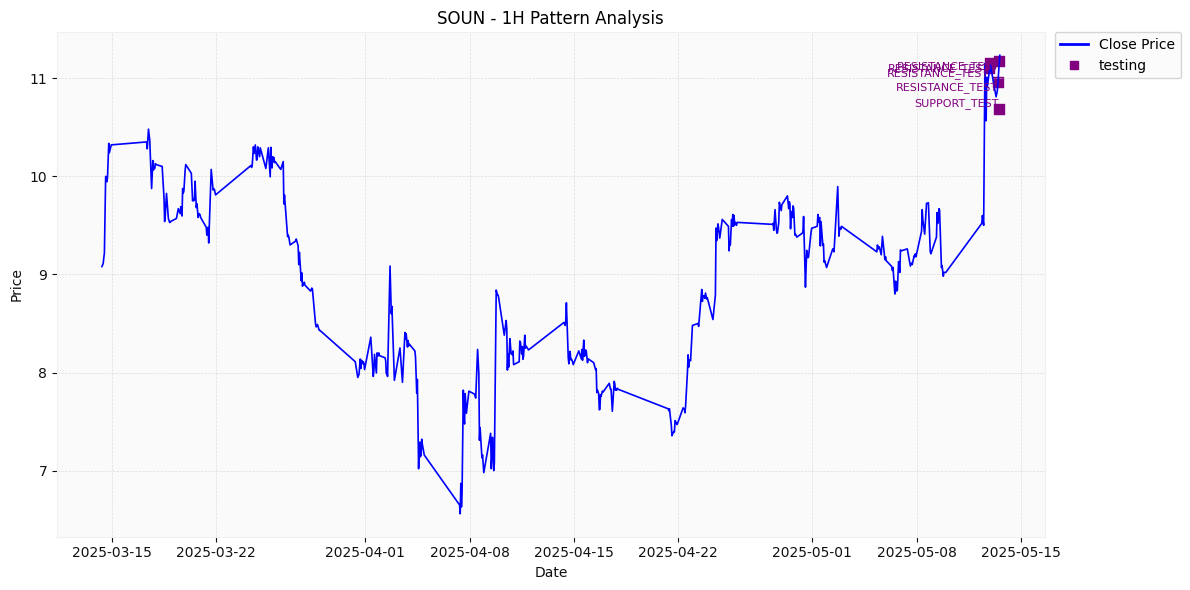 SOUN - 1H Pattern Analysis
Close Price
testing
RESISTANCE_TEST
RESISTANCE_TEST
RESISTANCE_TEST
RESISTANCE_TEST
SUPPORT_TEST
Price
11
10
9
8
7
2025-03-15 2025-03-22 2025-04-01 2025-04-08 2025-04-15 2025-04-22 2025-05-01 2025-05-08 2025-05-15
Date